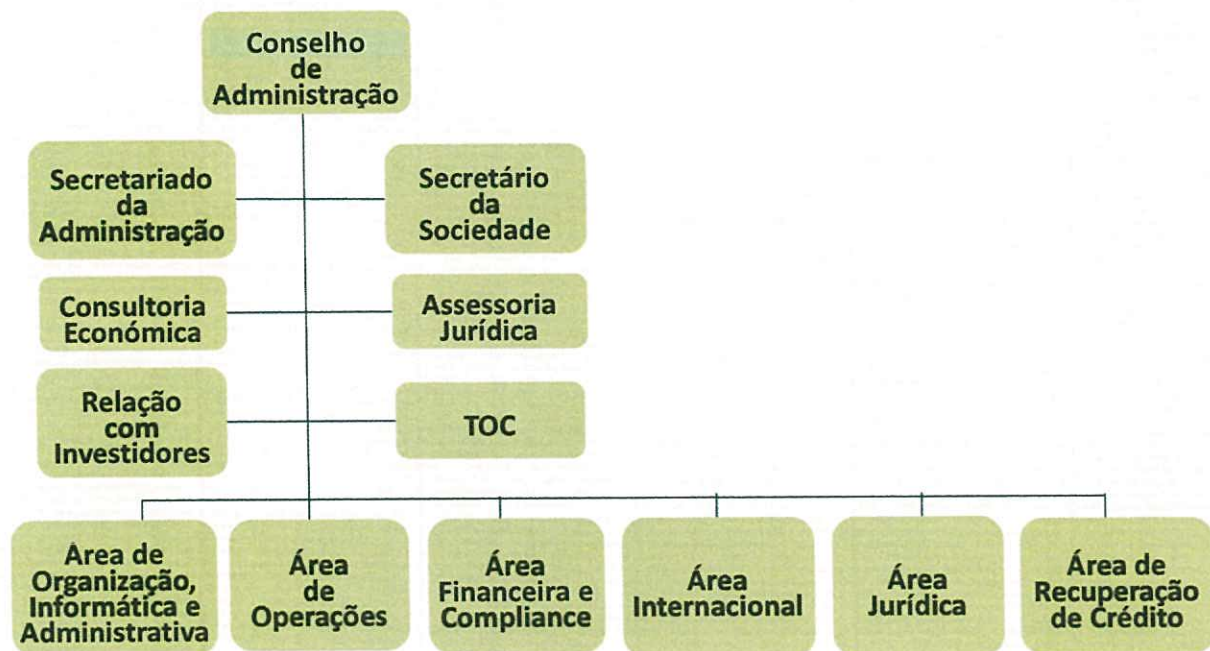 Conselho
de
Administração
Secretariado
da
Administração
Secretário
da
Sociedade
Consultoria
Económica
Assessoria
Jurídica
Relação
com
Investidores
TOC
Área de
Organização,
Informática e
Administrativa
Área
de
Operações
Área
Financeira e
Compliance
Área
Internacional
Área
Jurídica
Área de
Recuperação
de Crédito